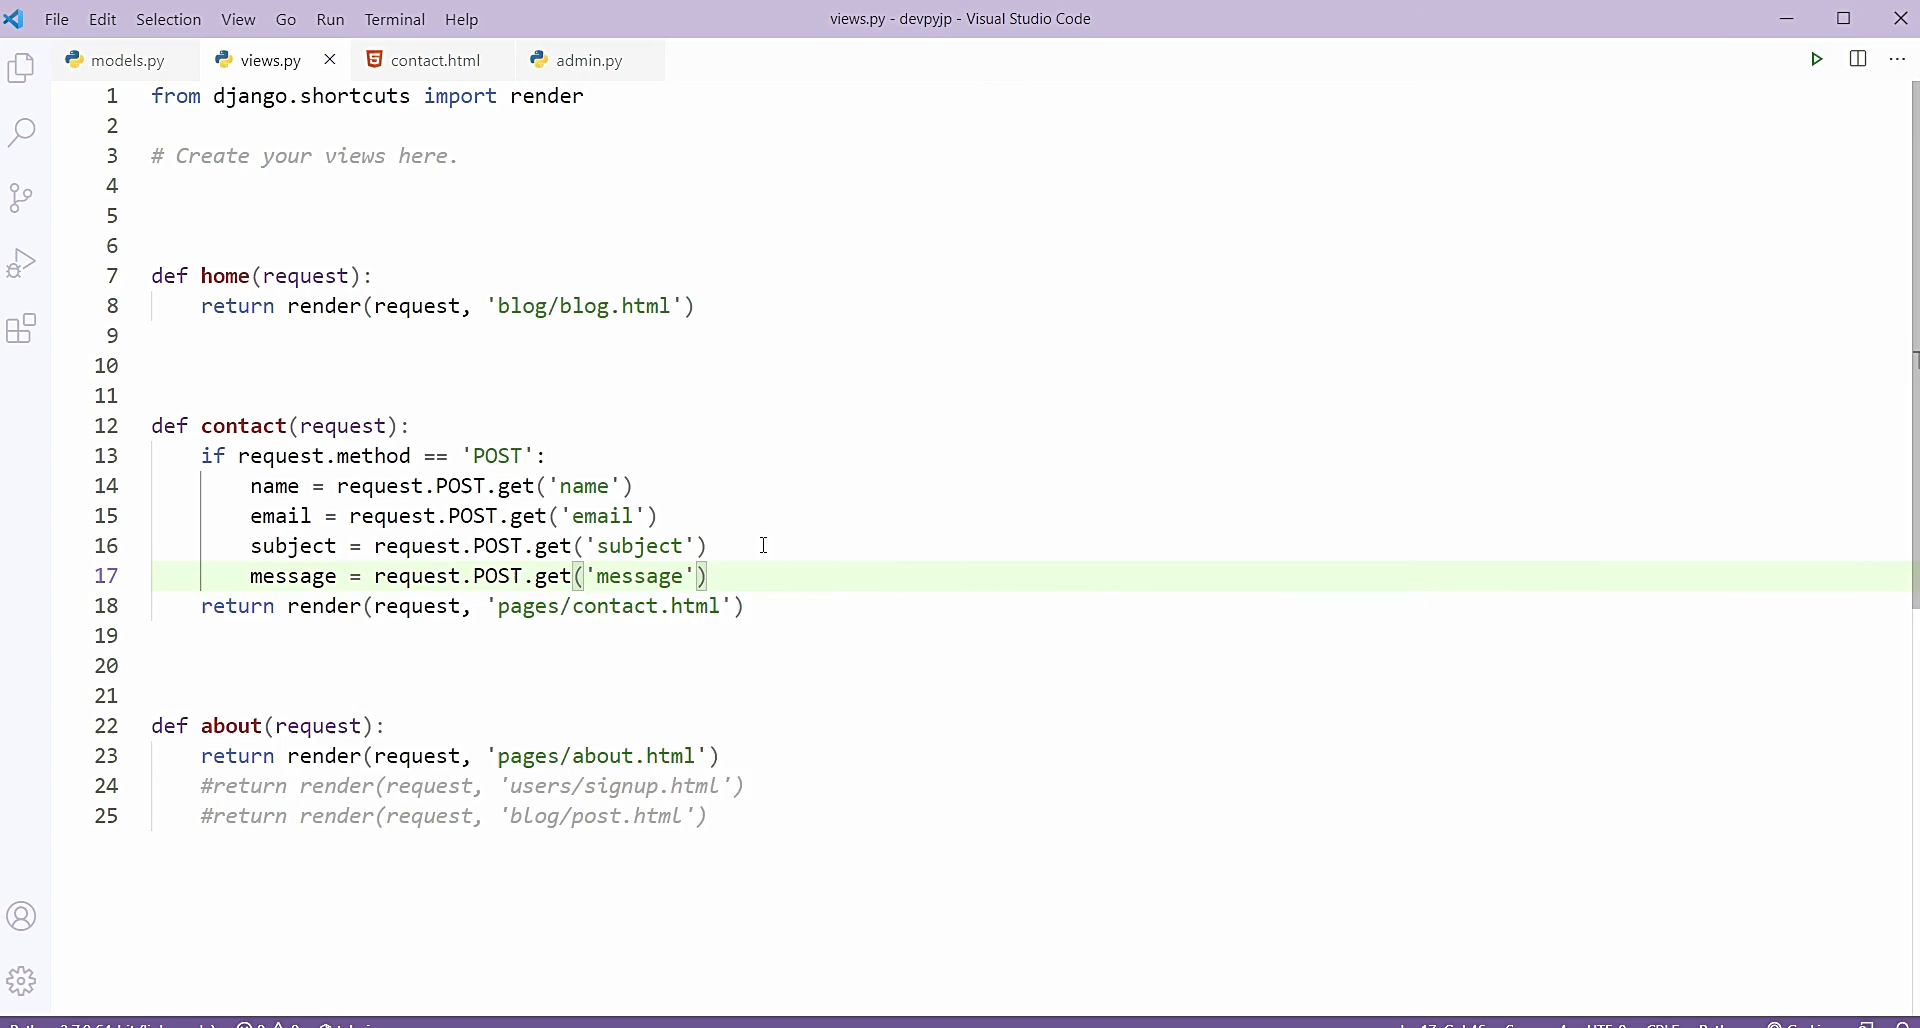 File Edit Selection View Go Run Terminal Help views.py - devpyjp - Visual Studio Code
models.py views.py contact.html admin.py
1 from django.shortcuts import render
2
3 # Create your views here.
4
5
6
7 def home(request):
8 return render(request, 'blog/blog.html')
9
10
11
12 def contact(request):
13 if request.method == 'POST':
14 name = request.POST.get('name')
15 email = request.POST.get('email')
16 subject = request.POST.get('subject')
17 message = request.POST.get('message')
18 return render(request, 'pages/contact.html')
19
20
21
22 def about(request):
23 return render(request, 'pages/about.html')
24 #return render(request, 'users/signup.html')
25 #return render(request, 'blog/post.html')